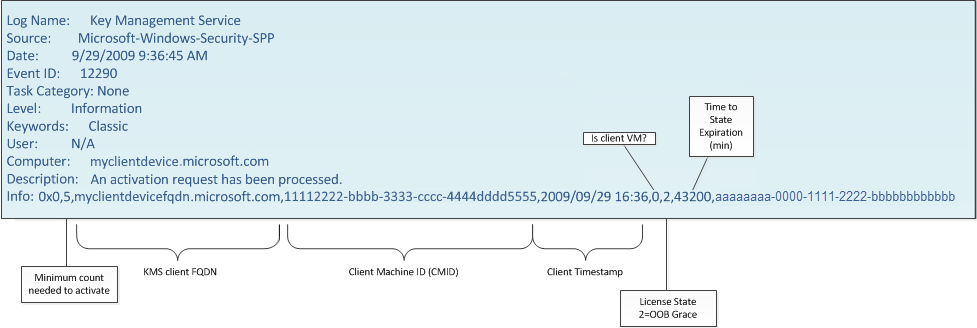 Log Name: Key Management Service
Source: Microsoft-Windows-Security-SPP
Date: 9/29/2009 9:36:45 AM
Event ID: 12290
Task Category: None
Level: Information
Keywords: Classic
User: N/A
Computer: myclientdevice.microsoft.com
Description: An activation request has been processed.
Info: 0x0,5,myclientdevicefqdn.microsoft.com,11112222-bbbb-3333-cccc-4444dddd5555,2009/09/29 16:36,0,2,43200,aaaaaaaa-0000-1111-2222-bbbbbbbbbbbb
Is client VM?
Time to
State
Expiration
(min)
Minimum count
needed to activate
KMS client FQDN
Client Machine ID (CMID)
Client Timestamp
License State
2=OOB Grace